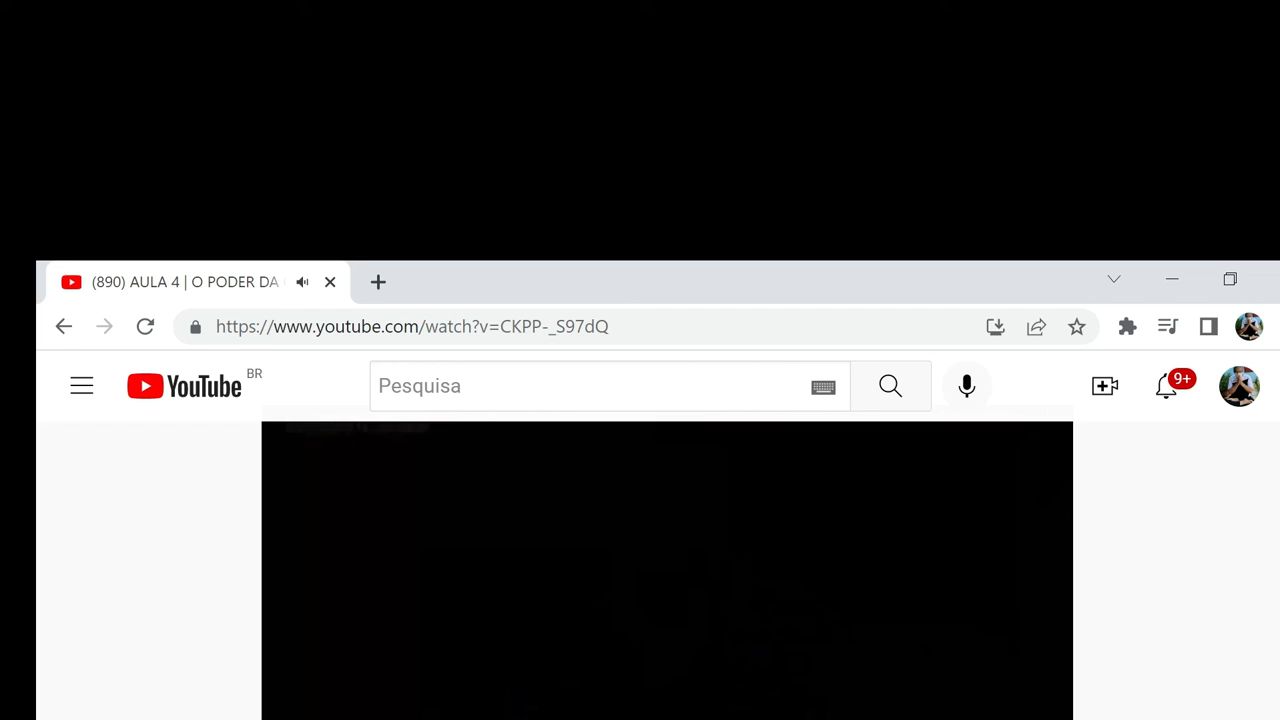 (890) AULA 4 | O PODER DA
https://www.youtube.com/watch?v=CKPP-_S97dQ
YouTube BR
Pesquisa
9+